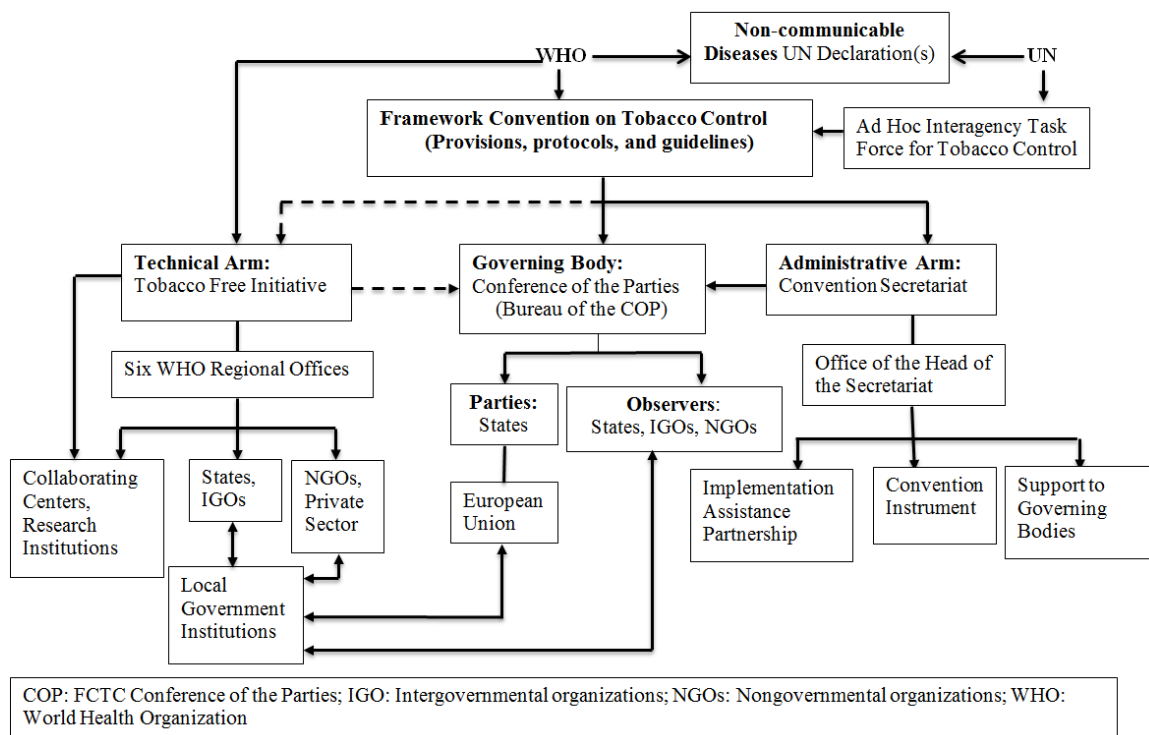 Non-communicable
Diseases UN Declaration(s)
WHO
UN
Framework Convention on Tobacco Control
(Provisions, protocols, and guidelines)
Ad Hoc Interagency Task
Force for Tobacco Control
Technical Arm:
Tobacco Free Initiative
Governing Body:
Conference of the Parties
(Bureau of the COP)
Administrative Arm:
Convention Secretariat
Six WHO Regional Offices
Office of the Head of
the Secretariat
Parties:
States
Observers:
States, IGOs, NGOs
Collaborating
Centers,
Research
Institutions
States,
IGOs
NGOs,
Private
Sector
European
Union
Implementation
Assistance
Partnership
Convention
Instrument
Support to
Governing
Bodies
Local
Government
Institutions
COP: FCTC Conference of the Parties; IGO: Intergovernmental organizations; NGOs: Nongovernmental organizations; WHO:
World Health Organization